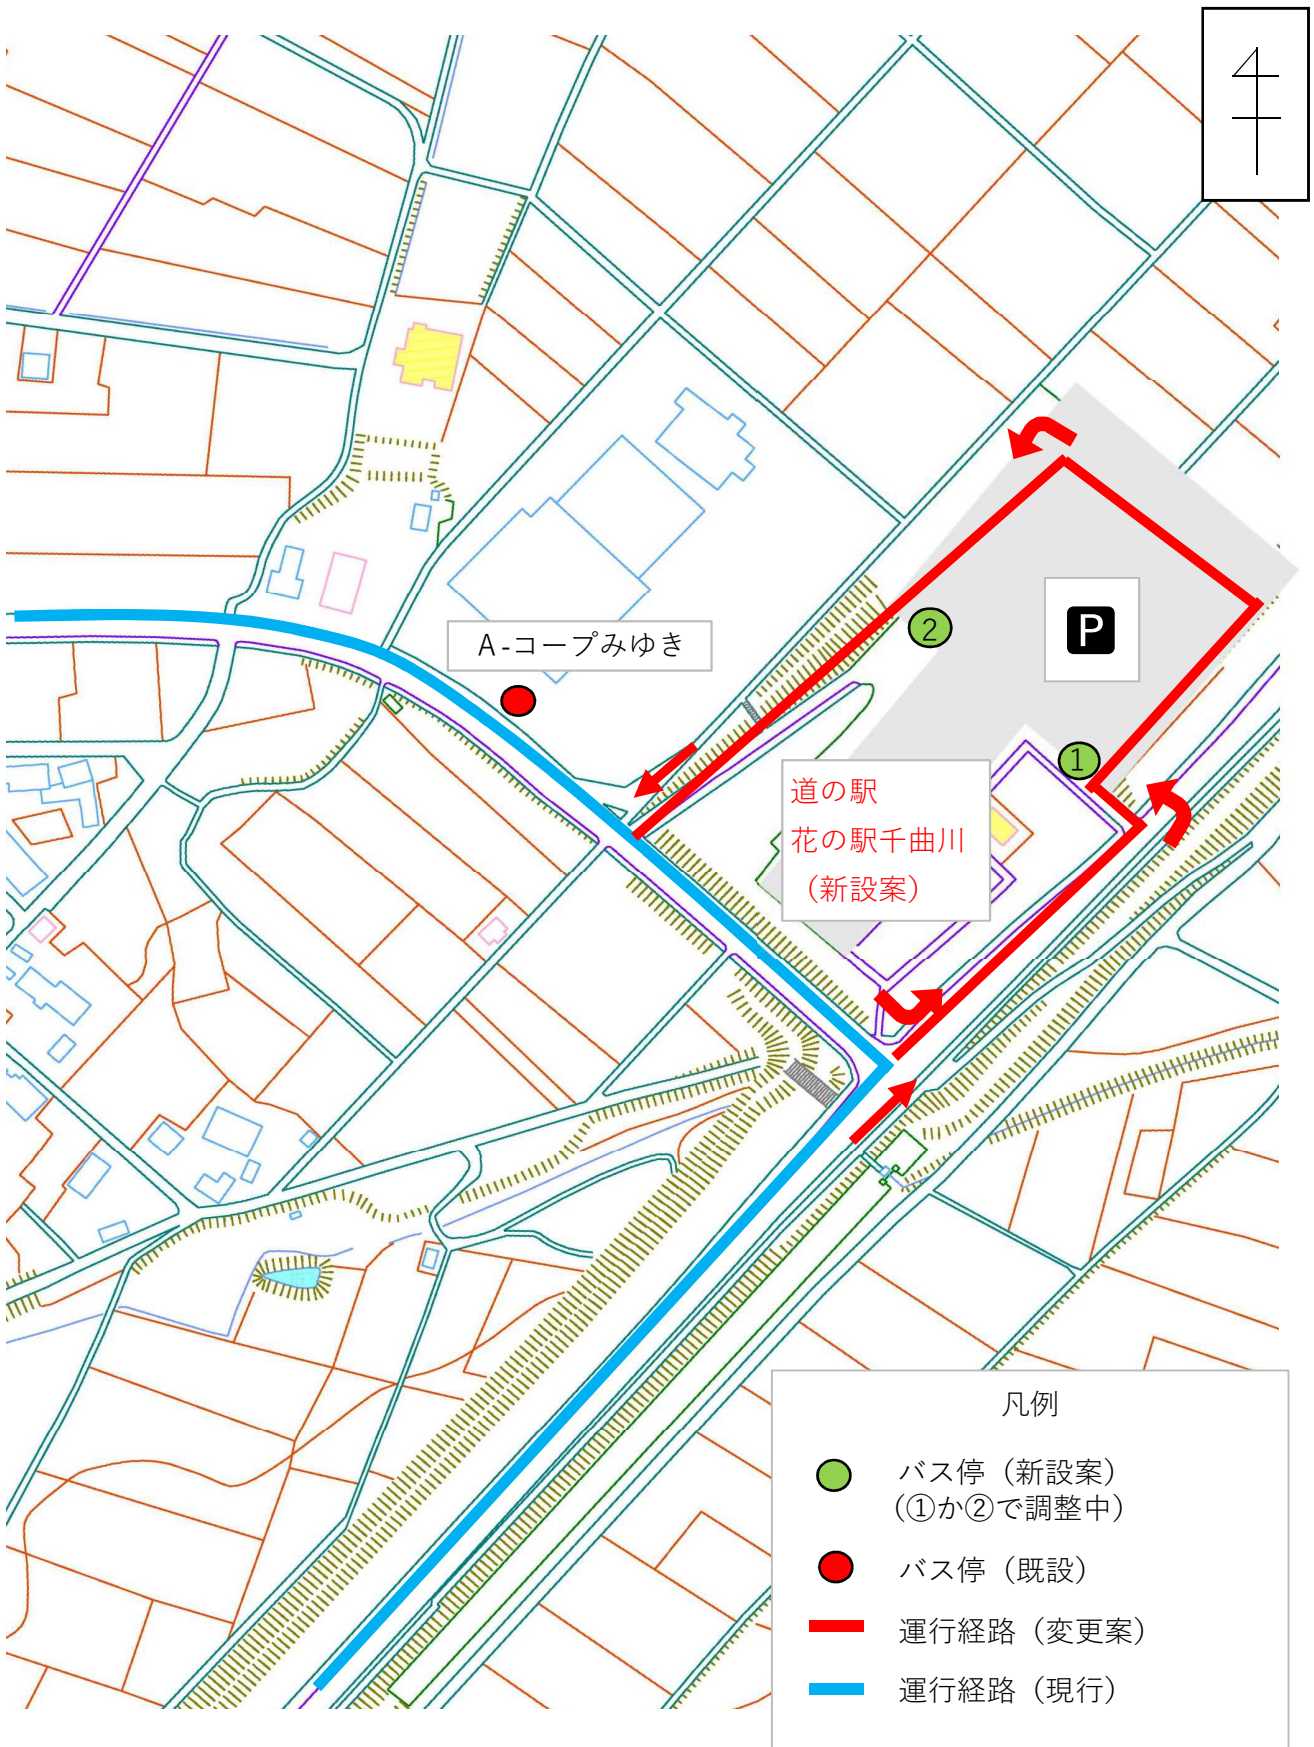 A-コープみゆき
②
P
①
道の駅
花の駅千曲川
（新設案）
凡例
バス停（新設案）
（①か②で調整中）
バス停（既設）
運行経路（変更案）
運行経路（現行）